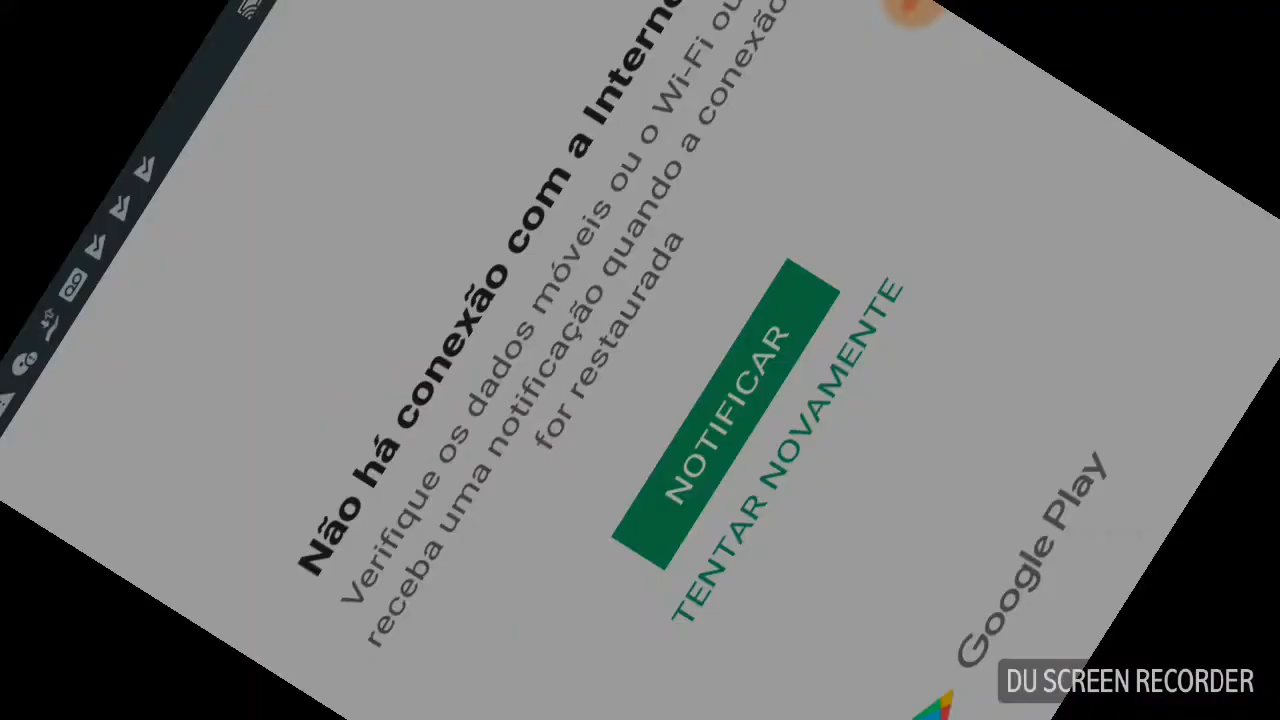 Não há conexão com a Interne
Verifique os dados móveis ou o Wi-Fi ou
receba uma notificação quando a conexão
for restaurada
NOTIFICAR
TENTAR NOVAMENTE
Google Play
DU SCREEN RECORDER